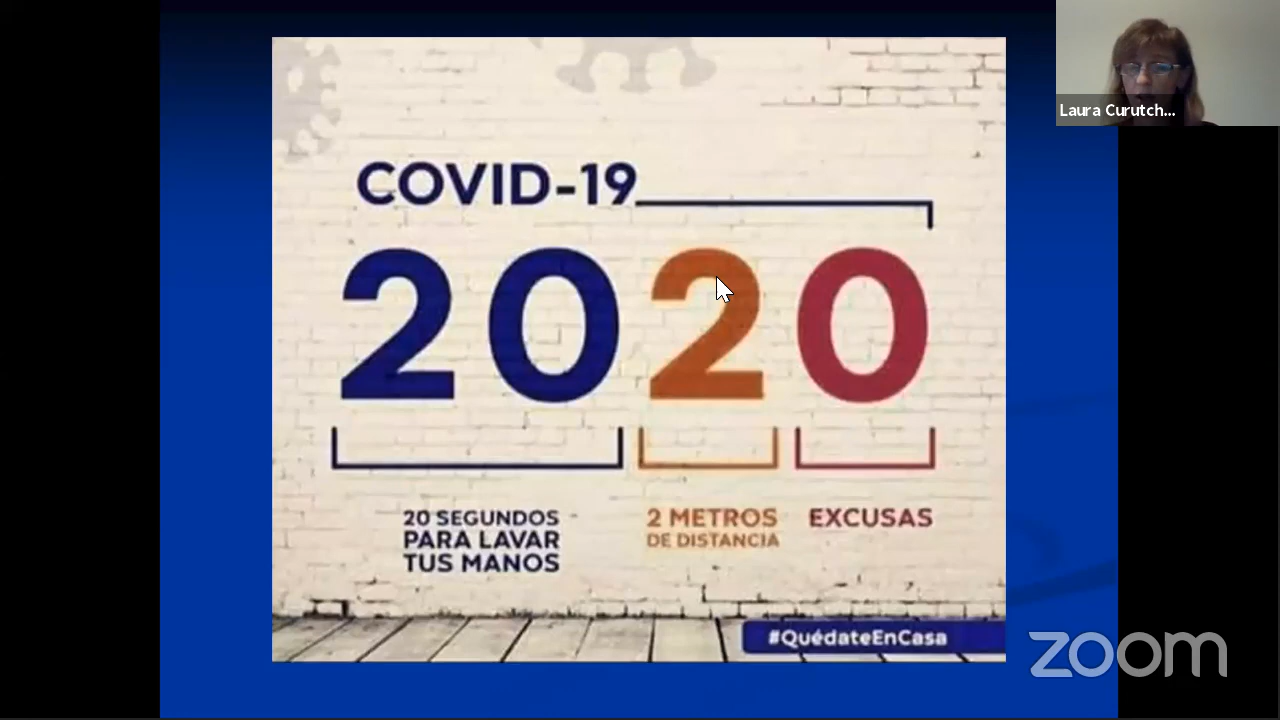 Laura Curutch...
COVID-19
2020
20 SEGUNDOS
PARA LAVAR
TUS MANOS
2 METROS
DE DISTANCIA
EXCUSAS
#QuédateEnCasa
zoom